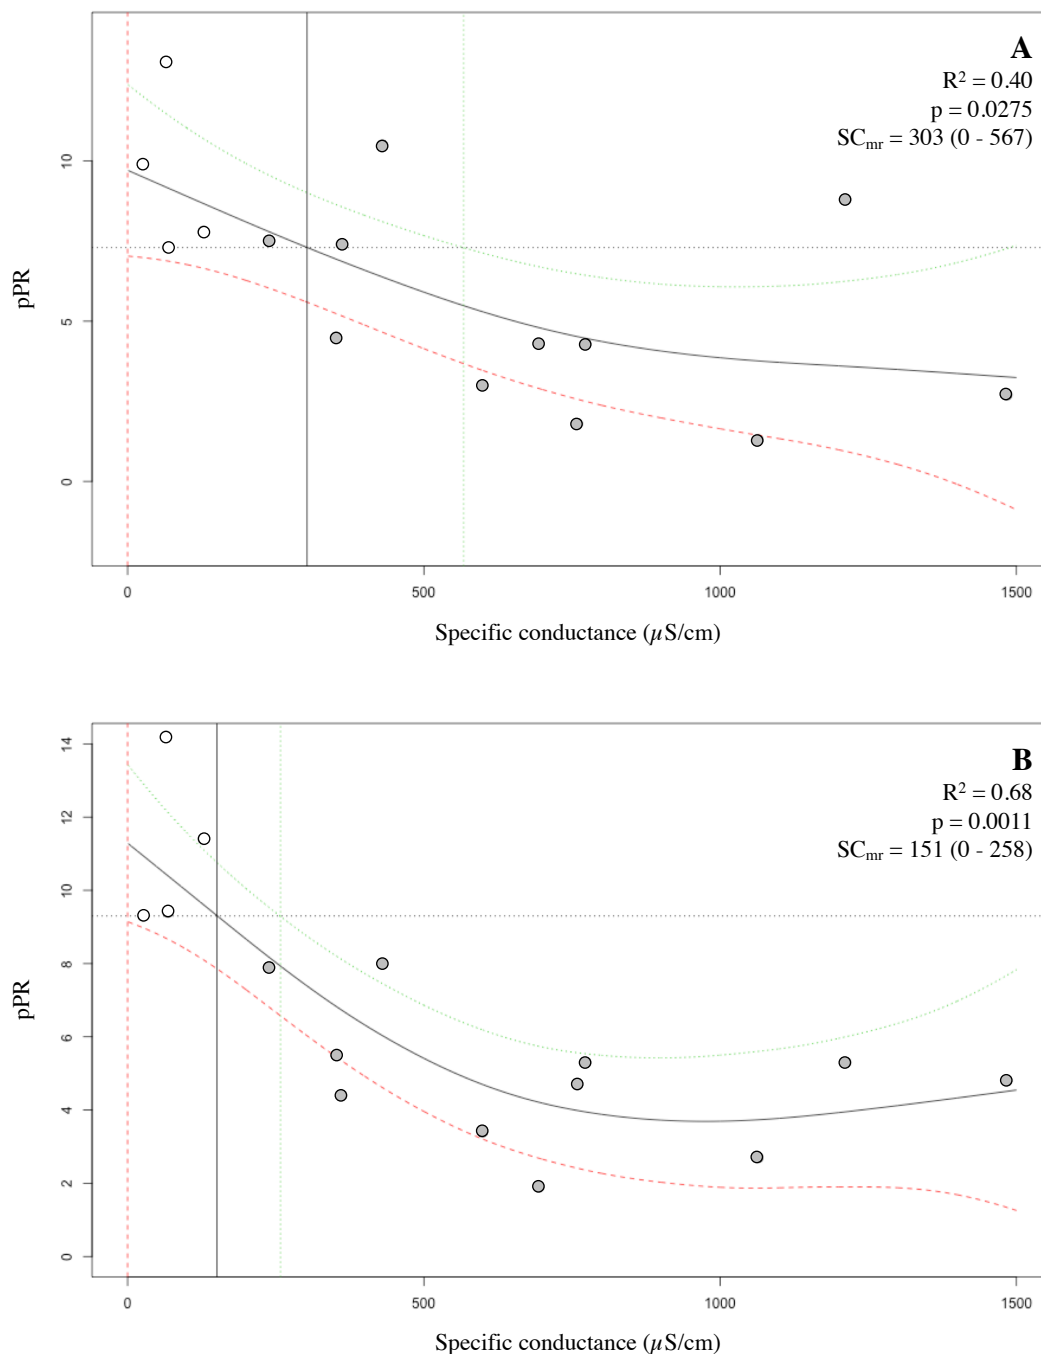 A
R² = 0.40
p = 0.0275
SCmr = 303 (0 - 567)
pPR
10
5
0
0 500 1000 1500
Specific conductance (µS/cm)
B
R² = 0.68
p = 0.0011
SCmr = 151 (0 - 258)
pPR
14
12
10
8
6
4
2
0
0 500 1000 1500
Specific conductance (µS/cm)